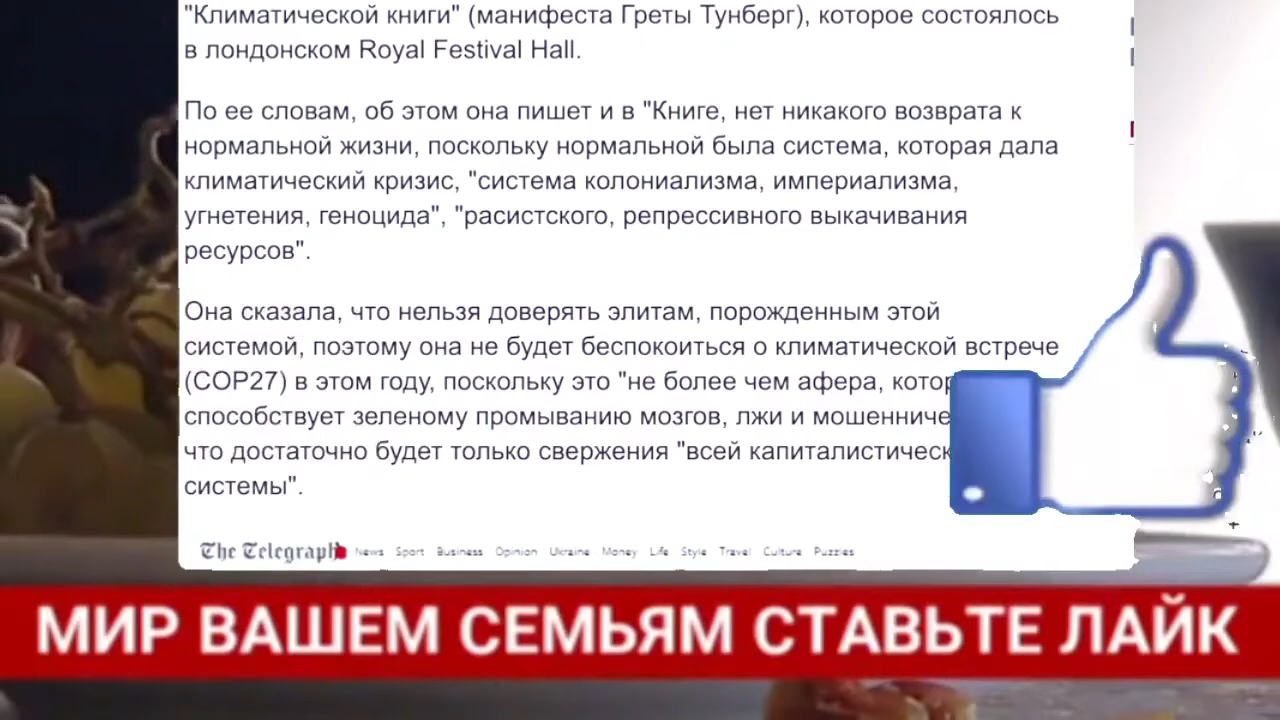 "Климатической книги" (манифеста Греты Тунберг), которое состоялось
в лондонском Royal Festival Hall.
По ее словам, об этом она пишет и в "Книге, нет никакого возврата к
нормальной жизни, поскольку нормальной была система, которая дала
климатический кризис, "система колониализма, империализма,
угнетения, геноцида", "расистского, репрессивного выкачивания
ресурсов".
Она сказала, что нельзя доверять элитам, порожденным этой
системой, поэтому она не будет беспокоиться о климатической встрече
(COP27) в этом году, поскольку это "не более чем афера,
способствует зеленому промыванию мозгов, лжи и
что достаточно будет только свержения "всей
системы".
The Telegraph News Sport Business Opinion Ukraine Money Life Style Travel Culture Puzzles
МИР ВАШЕМ СЕМЬЯМ СТАВЬТЕ ЛАЙК